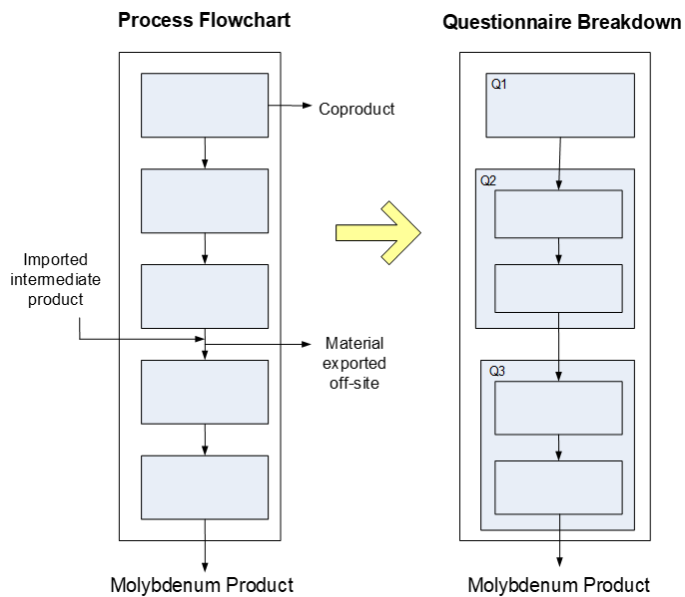 Process Flowchart
Coproduct
Imported
intermediate
product
Material
exported
off-site
Molybdenum Product
Questionnaire Breakdown
Q1
Q2
Q3
Molybdenum Product